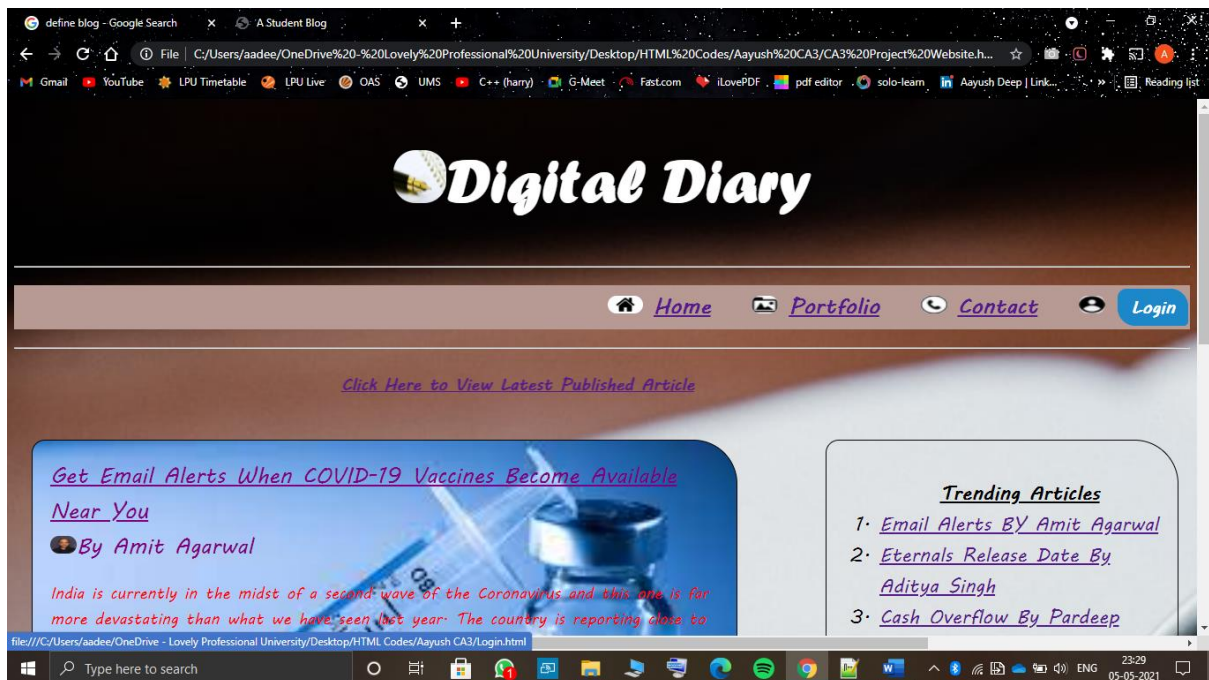 define blog - Google Search
A Student Blog
File
C:/Users/aadee/OneDrive%20-%20Lovely%20Professional%20University/Desktop/HTML%20Codes/Aayush%20CA3/CA3%20Project%20Website.h...
Gmail YouTube LPU Timetable LPU Live OAS UMS C++ (harry) G-Meet Fast.com iLovePDF pdf editor solo-learn Aayush Deep | Link... » Reading list
Digital Diary
Home Portfolio Contact Login
Click Here to View Latest Published Article
Get Email Alerts When COVID-19 Vaccines Become Available
Near You
By Amit Agarwal
India is currently in the midst of a second wave of the Coronavirus and this one is far
more devastating than what we have seen last year. The country is reporting close to
Trending Articles
1. Email Alerts BY Amit Agarwal
2. Eternals Release Date By
Aditya Singh
3. Cash Overflow By Pardeep
file:///C:/Users/aadee/OneDrive - Lovely Professional University/Desktop/HTML Codes/Aayush CA3/Login.html
Type here to search
ENG
23:29
05-05-2021